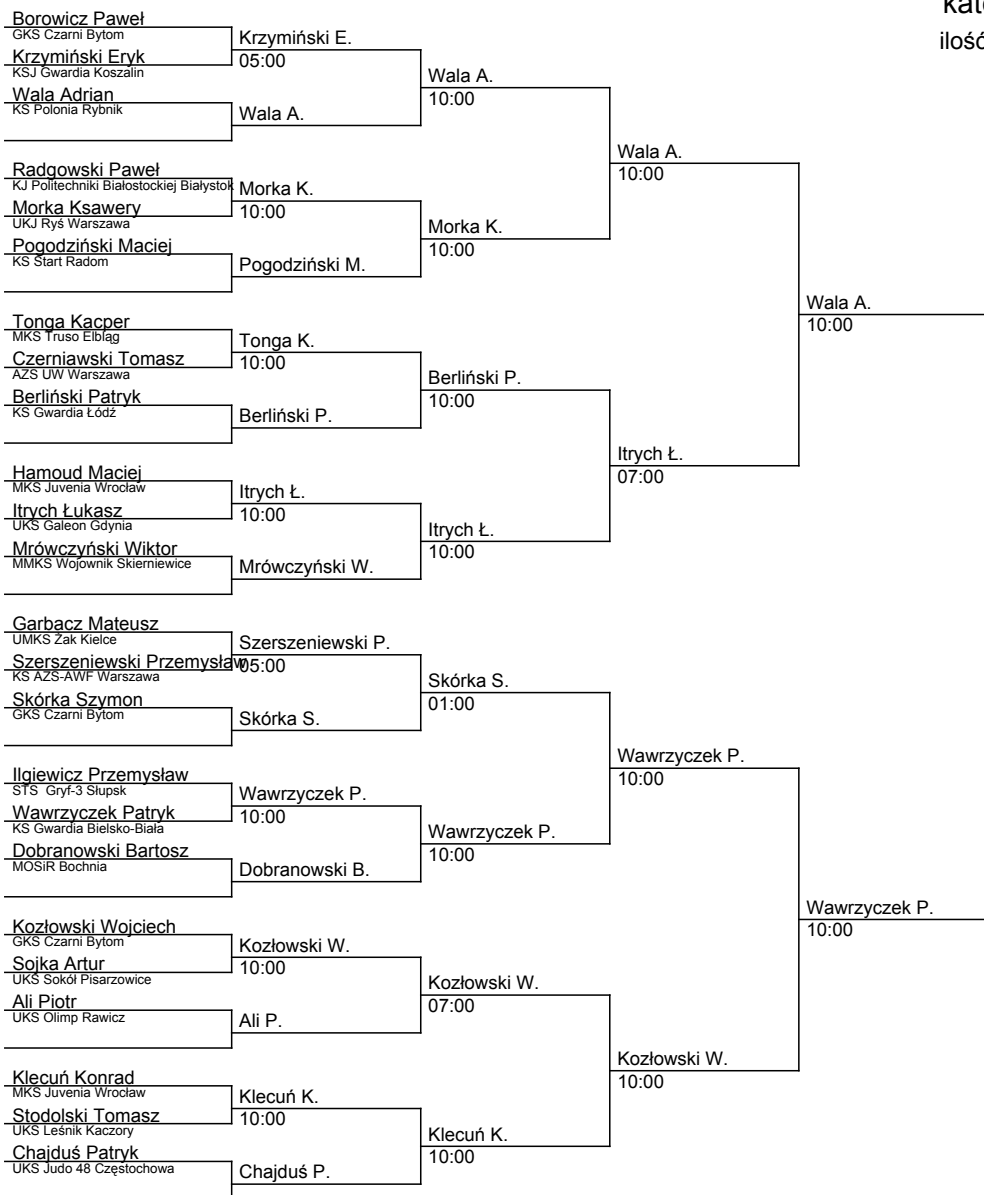 kate
ilość
Borowicz Paweł
GKS Czarni Bytom
Krzymiński E.
05:00
Krzymiński Eryk
KSJ Gwardia Koszalin
Wala A.
10:00
Wala Adrian
KS Polonia Rybnik
Wala A.
Wala A.
10:00
Radgowski Paweł
KJ Politechniki Białostockiej Białystok
Morka K.
10:00
Morka Ksawery
UKJ Ryś Warszawa
Morka K.
10:00
Pogodziński Maciej
KS Start Radom
Pogodziński M.
Wala A.
10:00
Tonga Kacper
MKS Truso Elbląg
Tonga K.
10:00
Czerniawski Tomasz
AZS UW Warszawa
Berliński P.
10:00
Berliński Patryk
KS Gwardia Łódź
Berliński P.
Itrych Ł.
07:00
Hamoud Maciej
MKS Juvenia Wrocław
Itrych Ł.
10:00
Itrych Łukasz
UKS Galeon Gdynia
Itrych Ł.
10:00
Mrówczyński Wiktor
MMKS Wojownik Skierniewice
Mrówczyński W.
Garbacz Mateusz
UMKS Żak Kielce
Szerszeniewski P.
05:00
Szerszeniewski Przemysław
KS AZS-AWF Warszawa
Skórka S.
01:00
Skórka Szymon
GKS Czarni Bytom
Skórka S.
Wawrzyczek P.
10:00
Ilgiewicz Przemysław
STS Gryf-3 Słupsk
Wawrzyczek P.
10:00
Wawrzyczek Patryk
KS Gwardia Bielsko-Biała
Wawrzyczek P.
10:00
Dobranowski Bartosz
MOSiR Bochnia
Dobranowski B.
Wawrzyczek P.
10:00
Kozłowski Wojciech
GKS Czarni Bytom
Kozłowski W.
10:00
Sojka Artur
UKS Sokół Pisarzowice
Kozłowski W.
07:00
Ali Piotr
UKS Olimp Rawicz
Ali P.
Kozłowski W.
10:00
Klecuń Konrad
MKS Juvenia Wrocław
Klecuń K.
10:00
Stodolski Tomasz
UKS Leśnik Kaczory
Klecuń K.
10:00
Chajduś Patryk
UKS Judo 48 Częstochowa
Chajduś P.